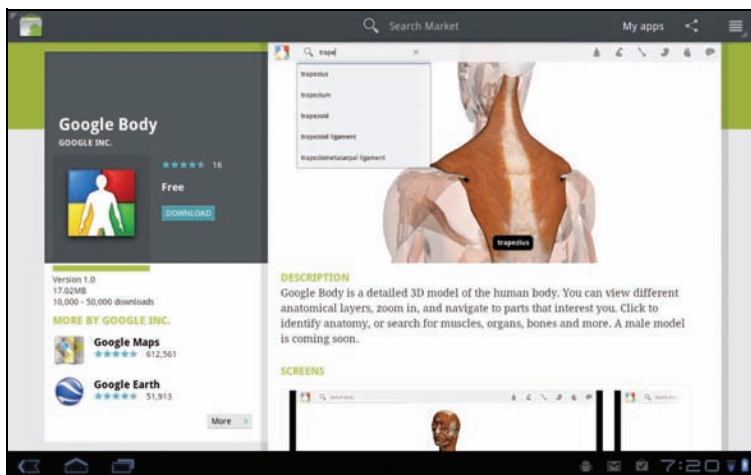 Search Market
My apps
Google Body
GOOGLE INC.
16
Free
DOWNLOAD
Version 1.0
17.02MB
10,000 - 50,000 downloads
MORE BY GOOGLE INC.
Google Maps
612,561
Google Earth
51,913
More
trape
trapezius
trapezium
trapezoid
trapezoid ligament
trapeziometacarpal ligament
trapezius
DESCRIPTION
Google Body is a detailed 3D model of the human body. You can view different
anatomical layers, zoom in, and navigate to parts that interest you. Click to
identify anatomy, or search for muscles, organs, bones and more. A male model
is coming soon.
SCREENS
7:20